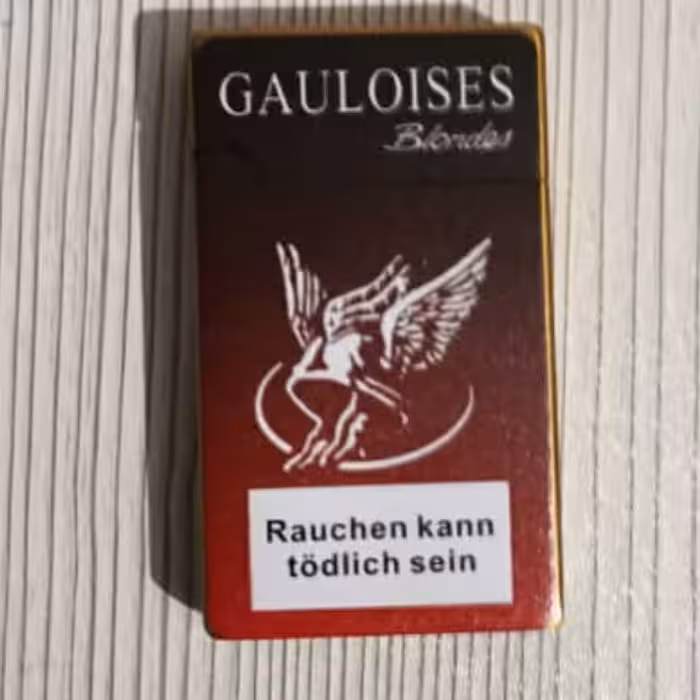 GAULOISES
Blondes
Rauchen kann
tödlich sein